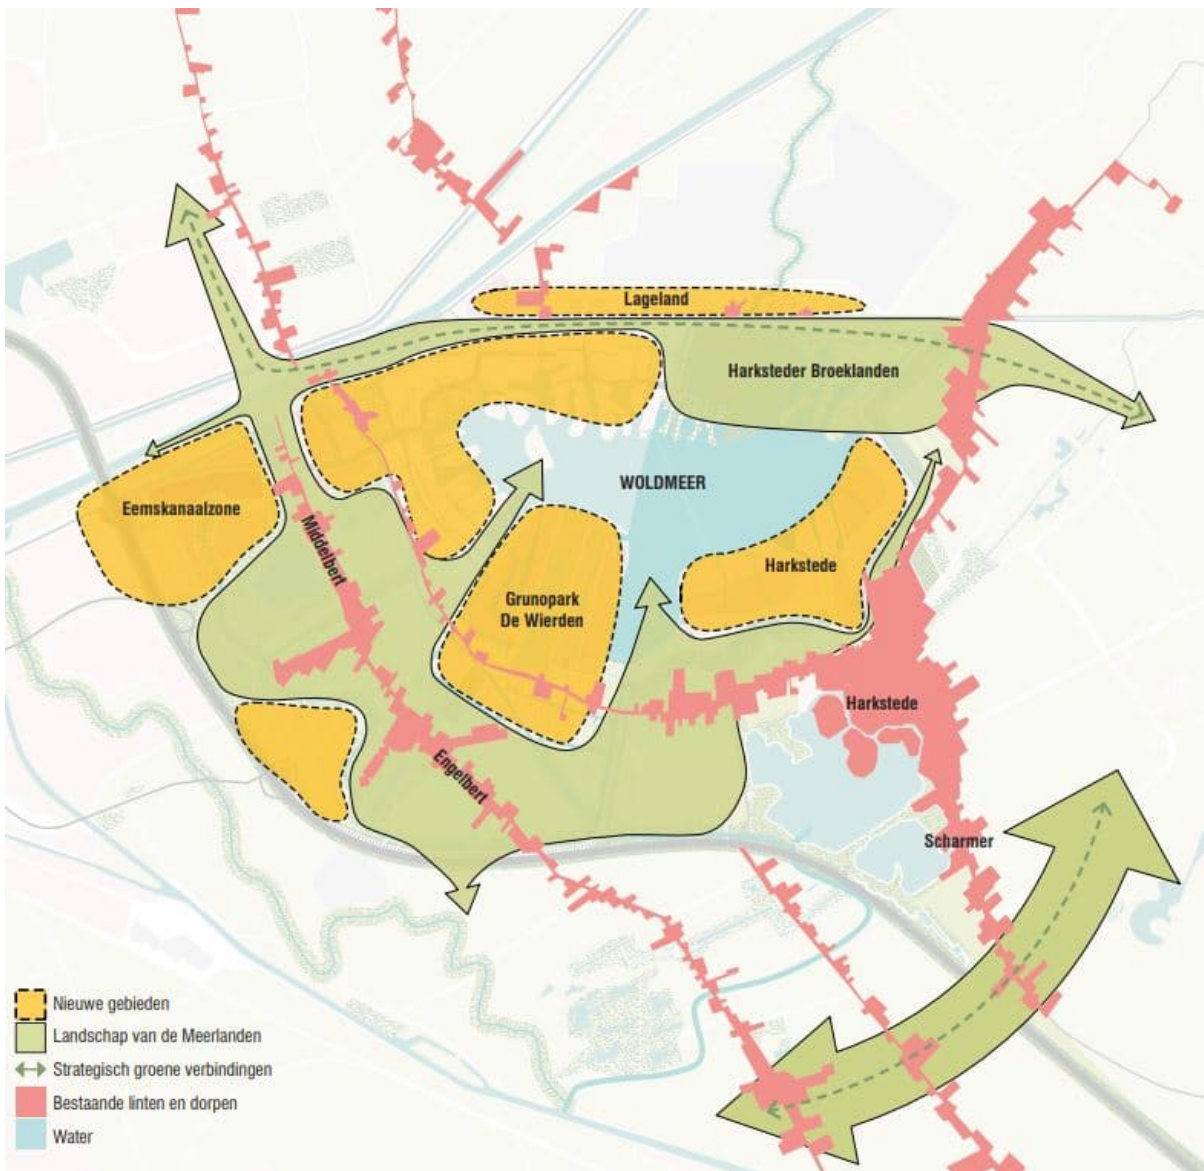 Lageland
Harksteder Broeklanden
WOLDMEER
Eemskanaalzone
Middelbert
Harkstede
Grunopark
De Wierden
Harkstede
Engelbert
Scharmer
Nieuwe gebieden
Landschap van de Meerlanden
Strategisch groene verbindingen
Bestaande linten en dorpen
Water